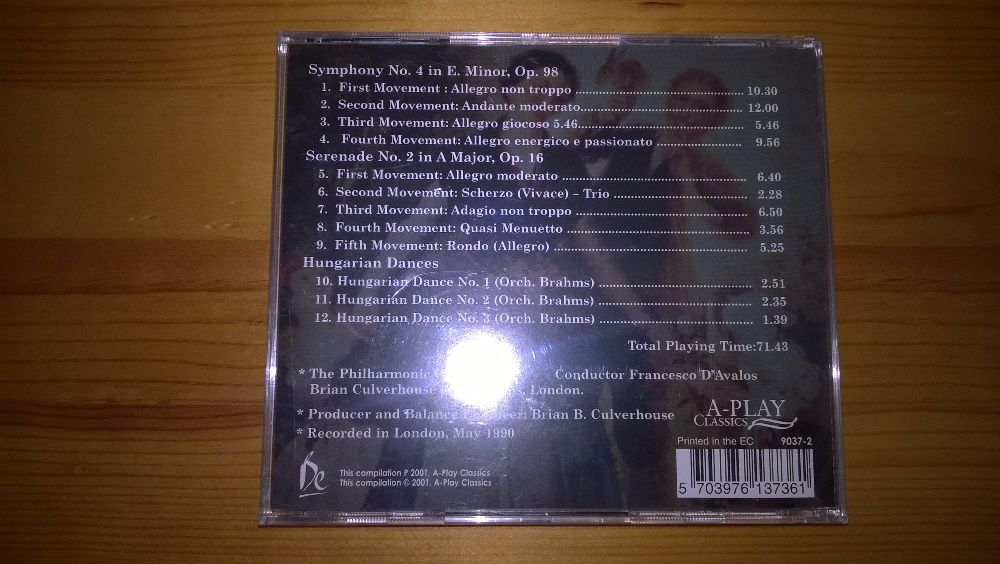 Symphony No. 4 in E. Minor, Op. 98
1. First Movement : Allegro non troppo ........................................ 10.30
2. Second Movement: Andante moderato...................................... 12.00
3. Third Movement: Allegro giocoso 5.46....................................... 5.46
4. Fourth Movement: Allegro energico e passionato .................... 9.56
Serenade No. 2 in A Major, Op. 16
5. First Movement: Allegro moderato ........................................... 6.40
6. Second Movement: Scherzo (Vivace) – Trio ................................. 2.28
7. Third Movement: Adagio non troppo ......................................... 6.50
8. Fourth Movement: Quasi Menuetto ........................................... 3.56
9. Fifth Movement: Rondo (Allegro) .............................................. 5.25
Hungarian Dances
10. Hungarian Dance No. 1 (Orch. Brahms) ..................................... 2.51
11. Hungarian Dance No. 2 (Orch. Brahms) ..................................... 2.35
12. Hungarian Dance No. 3 (Orch. Brahms) ..................................... 1.39
Total Playing Time:71.43
* The Philharmonic Conductor Francesco D'Avalos
Brian Culverhouse London.
* Producer and Balance Brian B. Culverhouse
* Recorded in London, May 1990
A-PLAY
CLASSICS
Printed in the EC 9037-2
This compilation P 2001, A-Play Classics
This compilation © 2001, A-Play Classics
5 703976 137361